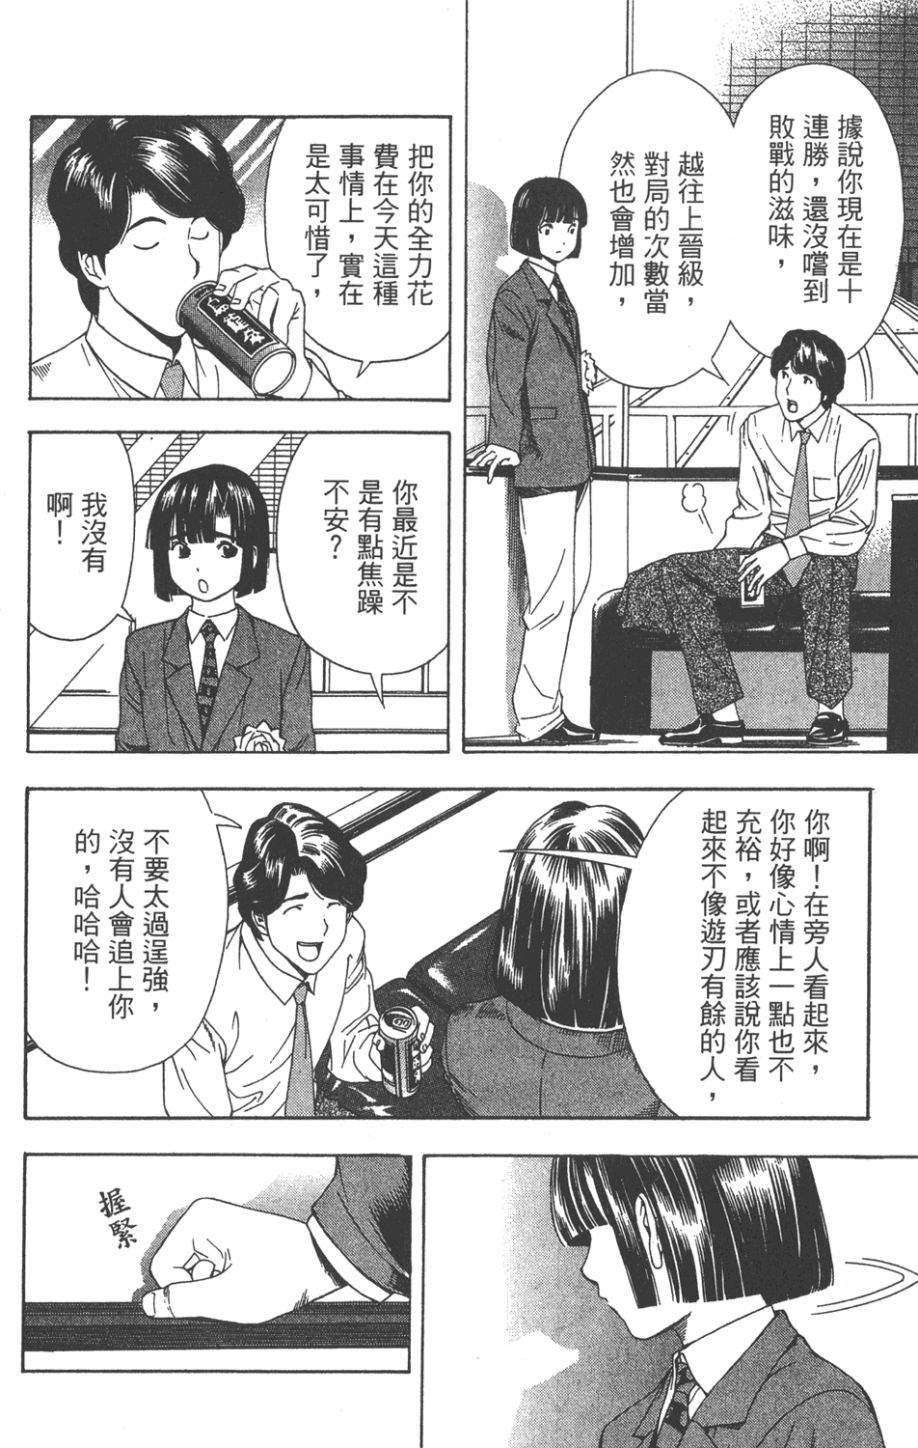 據說你現在是十
連勝，還沒嚐到
敗戰的滋味，
越往上晉級，
對局的次數當
然也會增加，
把你的全力花
費在今天這種
事情上，實在
是太可惜了，
你最近是不
是有點焦躁
不安？
我沒有
啊！
你啊！在旁人看起來，
你好像心情上一點也不
充裕，或者應該說你看
起來不像遊刃有餘的人，
不要太過逞強，
沒有人會追上你
的，哈哈哈！
握緊